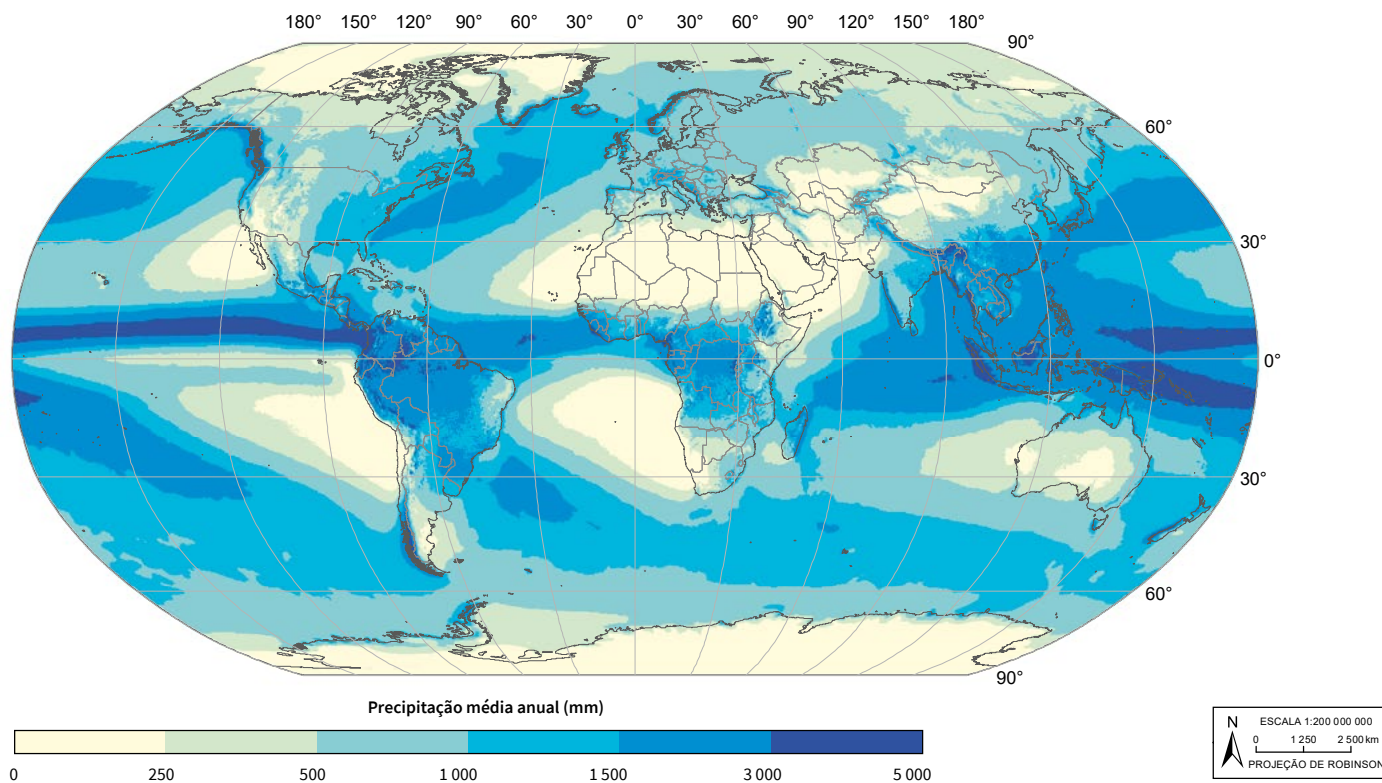 180° 150° 120° 90° 60° 30° 0° 30° 60° 90° 120° 150° 180°
90°
60°
30°
0°
30°
60°
90°
Precipitação média anual (mm)
0 250 500 1 000 1 500 3 000 5 000
N
ESCALA 1:200 000 000
0 1 250 2 500 km
PROJEÇÃO DE ROBINSON